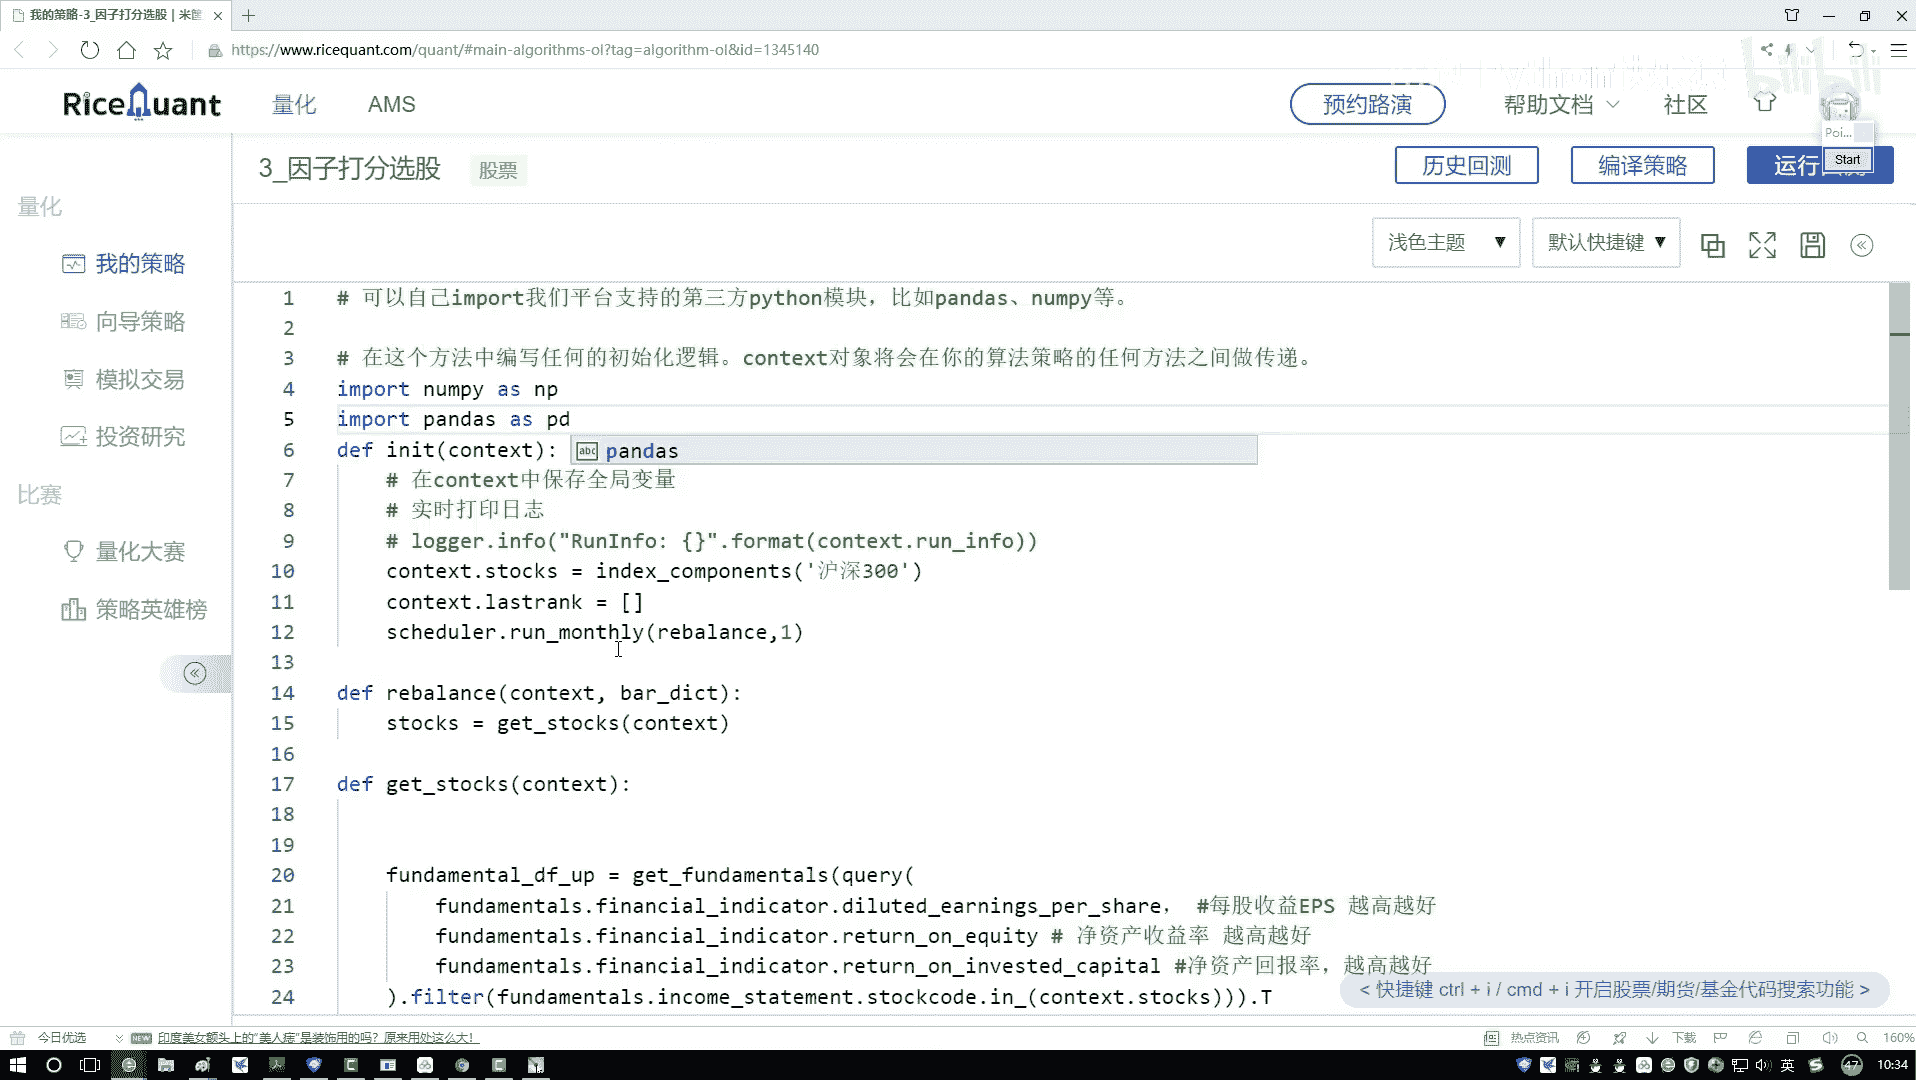 我的策略-3_因子打分选股 | 米筐
https://www.ricequant.com/quant/#main-algorithms-ol?tag=algorithm-ol&id=1345140
RiceQuant
量化
AMS
预约路演
帮助文档
社区
Poi...
Start
3_因子打分选股
股票
历史回测
编译策略
运行
量化
我的策略
向导策略
模拟交易
投资研究
比赛
量化大赛
策略英雄榜
浅色主题 ▼
默认快捷键 ▼
1 # 可以自己import我们平台支持的第三方python模块，比如pandas、numpy等。
2
3 # 在这个方法中编写任何的初始化逻辑。context对象将会在你的算法策略的任何方法之间做传递。
4 import numpy as np
5 import pandas as pd
6 def init(context):
abc pandas
7 # 在context中保存全局变量
8 # 实时打印日志
9 # logger.info("RunInfo: {}".format(context.run_info))
10 context.stocks = index_components('沪深300')
11 context.lastrank = []
12 scheduler.run_monthly(rebalance,1)
13
14 def rebalance(context, bar_dict):
15 stocks = get_stocks(context)
16
17 def get_stocks(context):
18
19
20 fundamental_df_up = get_fundamentals(query(
21 fundamentals.financial_indicator.diluted_earnings_per_share， #每股收益EPS 越高越好
22 fundamentals.financial_indicator.return_on_equity # 净资产收益率 越高越好
23 fundamentals.financial_indicator.return_on_invested_capital #净资产回报率，越高越好
24 ).filter(fundamentals.income_statement.stockcode.in_(context.stocks))).T
< 快捷键 ctrl + i / cmd + i 开启股票/期货/基金代码搜索功能 >
今日优选
NEW 印度美女额头上的“美人痣”是装饰用的吗？原来用处这么大！
热点资讯
下载
160%
英
47
10:34